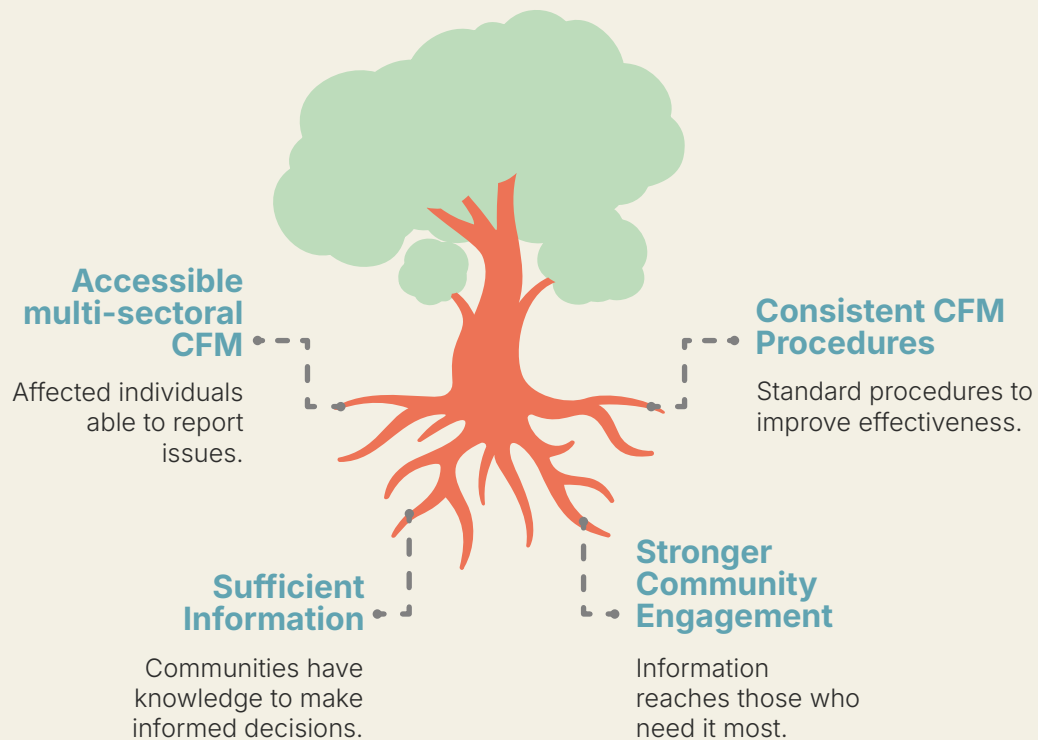 Accessible
multi-sectoral
CFM
Affected individuals
able to report
issues.
Consistent CFM
Procedures
Standard procedures to
improve effectiveness.
Sufficient
Information
Communities have
knowledge to make
informed decisions.
Stronger
Community
Engagement
Information
reaches those who
need it most.